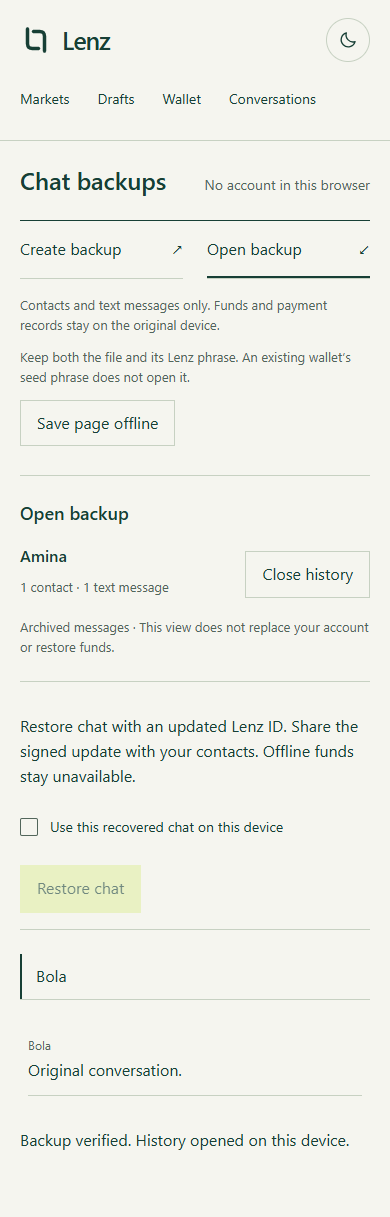 Lenz
Markets Drafts Wallet Conversations
Chat backups No account in this browser
Create backup ↗ Open backup ↙
Contacts and text messages only. Funds and payment
records stay on the original device.
Keep both the file and its Lenz phrase. An existing wallet's
seed phrase does not open it.
Save page offline
Open backup
Amina
1 contact · 1 text message
Close history
Archived messages · This view does not replace your account
or restore funds.
Restore chat with an updated Lenz ID. Share the
signed update with your contacts. Offline funds
stay unavailable.
Use this recovered chat on this device
Restore chat
Bola
Bola
Original conversation.
Backup verified. History opened on this device.